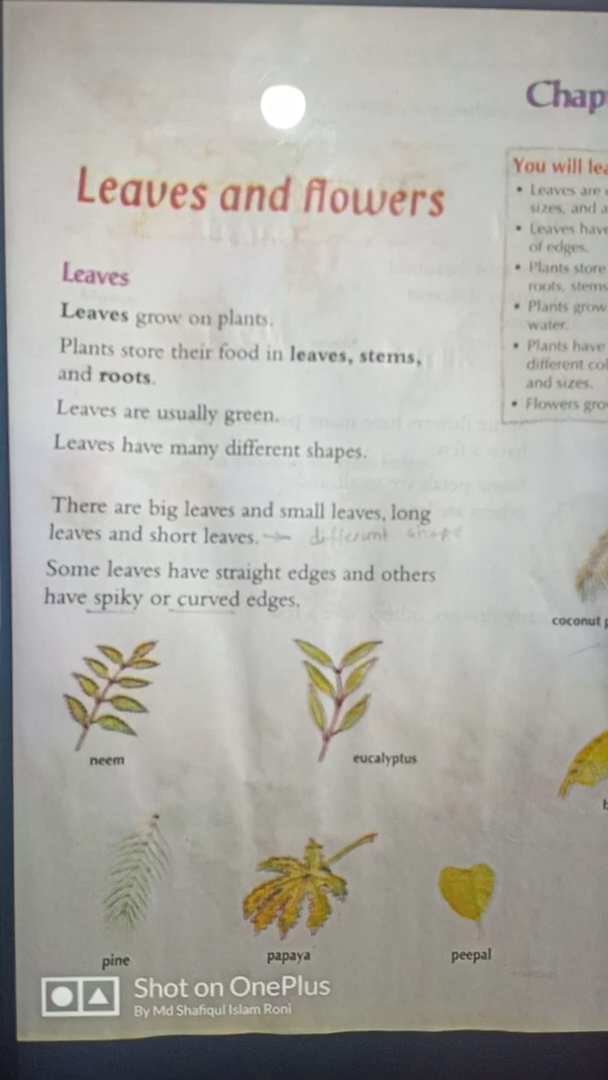 Chap
Leaves and flowers
Leaves
Leaves grow on plants.
Plants store their food in leaves, stems,
and roots.
Leaves are usually green.
Leaves have many different shapes.
There are big leaves and small leaves, long
leaves and short leaves. → different shape
Some leaves have straight edges and others
have spiky or curved edges.
You will lea
• Leaves are
sizes, and a
• Leaves have
of edges.
• Plants store
roots, stems
• Plants grow
water.
• Plants have
different col
and sizes.
• Flowers gro
coconut p
neem
eucalyptus
pine
papaya
peepal
Shot on OnePlus
By Md Shafiqul Islam Roni